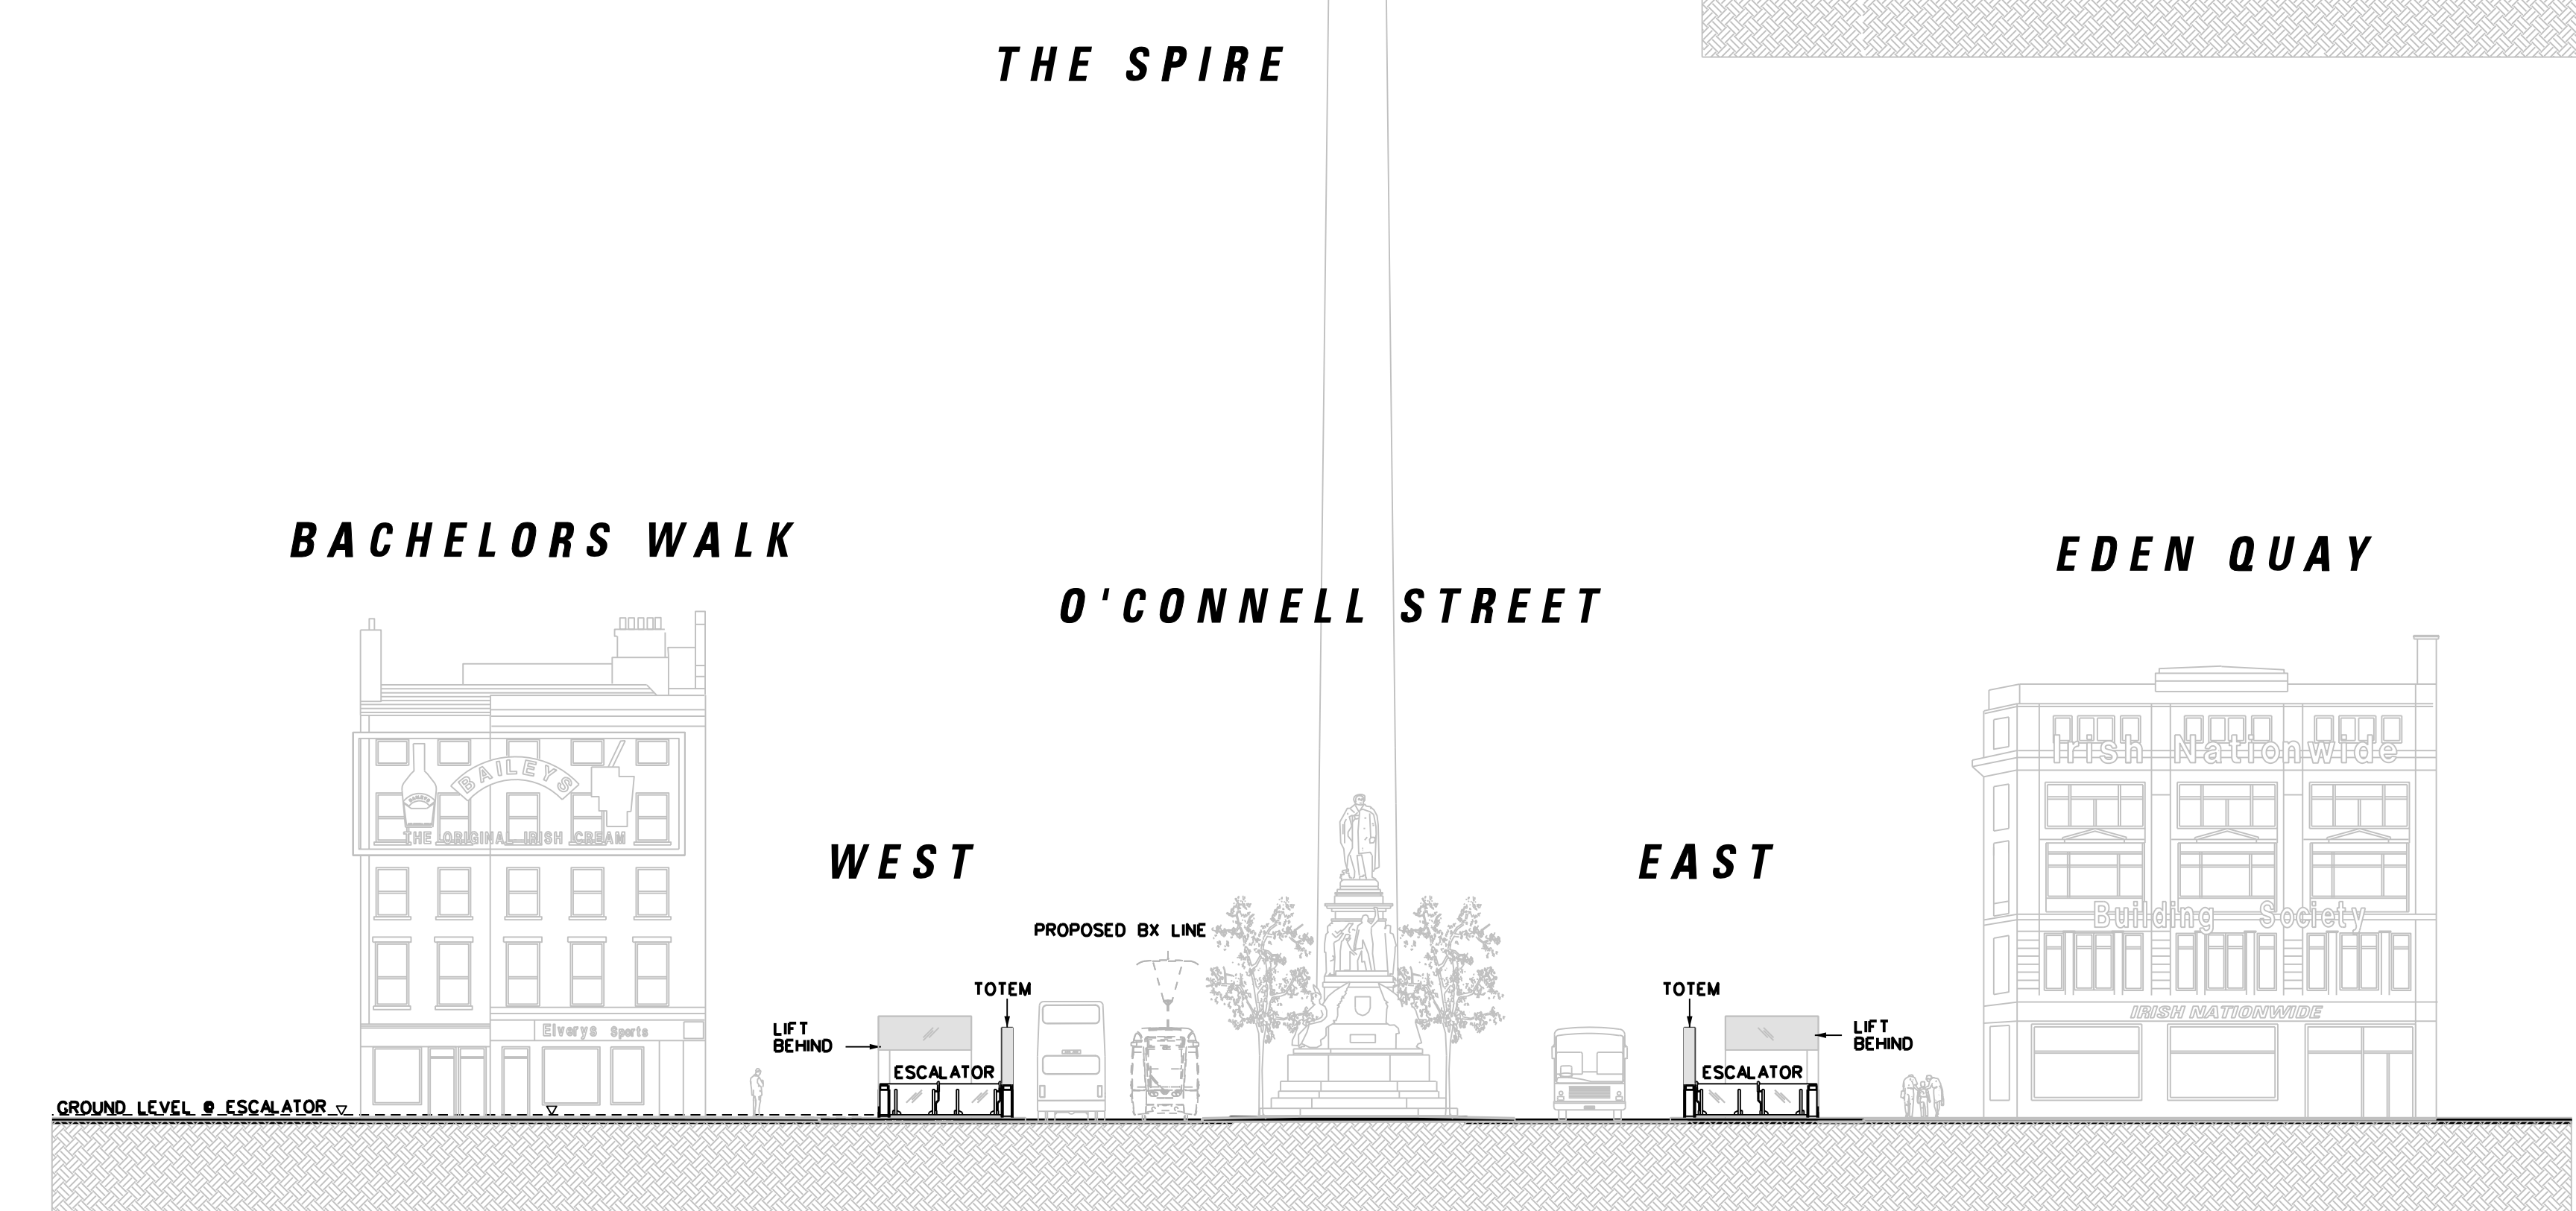 THE SPIRE
BACHELORS WALK
EDEN QUAY
O'CONNELL STREET
Irish Nationwide
BAILEYS
THE ORIGINAL IRISH CREAM
WEST
EAST
Building Society
PROPOSED BX LINE
TOTEM
TOTEM
IRISH NATIONWIDE
Elverys Sports
LIFT
BEHIND
LIFT
BEHIND
ESCALATOR
ESCALATOR
GROUND LEVEL @ ESCALATOR